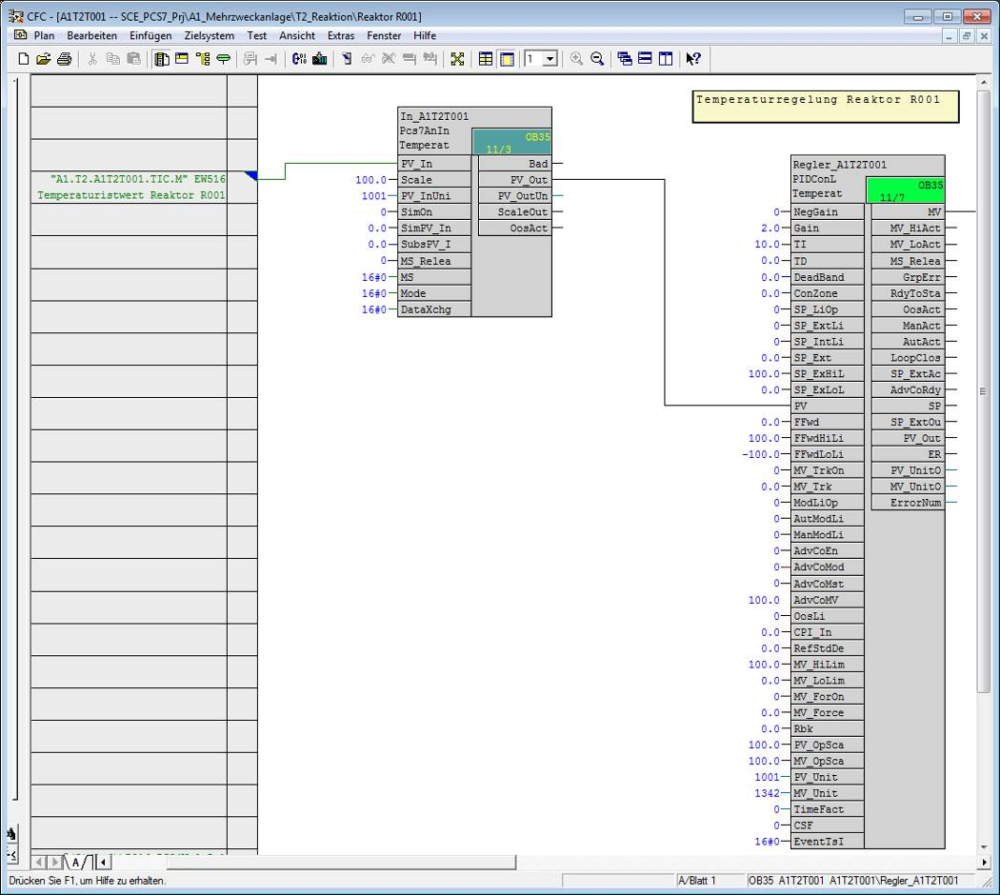 CFC - [A1T2T001 -- SCE_PCS7_Prj\A1_Mehrzweckanlage\T2_Reaktion\Reaktor R001]
Plan Bearbeiten Einfügen Zielsystem Test Ansicht Extras Fenster Hilfe
1
Temperaturregelung Reaktor R001
In_A1T2T001
Pcs7AnIn
Temperat
OB35
11/3
"A1.T2.A1T2T001.TIC.M" EW516
Temperaturistwert Reaktor R001
PV_In Bad
100.0 Scale PV_Out
1001 PV_InUni PV_OutUn
0 SimOn ScaleOut
0.0 SimPV_In OosAct
0.0 SubsPV_I
0 MS_Relea
16#0 MS
16#0 Mode
16#0 DataXchg
Regler_A1T2T001
PIDConL
Temperat
OB35
11/7
0 NegGain MV
2.0 Gain MV_HiAct
10.0 TI MV_LoAct
0.0 TD MS_Relea
0.0 DeadBand GrpErr
0.0 ConZone RdyToSta
0 SP_LiOp OosAct
0 SP_ExtLi ManAct
0 SP_IntLi AutAct
0.0 SP_Ext LoopClos
100.0 SP_ExHiL SP_ExtAc
0.0 SP_ExLoL AdvCoRdy
PV SP
0.0 FFwd SP_ExtOu
100.0 FFwdHiLi PV_Out
-100.0 FFwdLoLi ER
0 MV_TrkOn PV_UnitO
0.0 MV_Trk MV_UnitO
0 ModLiOp ErrorNum
0 AutModLi
0 ManModLi
0 AdvCoEn
0 AdvCoMod
0 AdvCoMst
100.0 AdvCoMV
0 OosLi
0.0 CPI_In
0.0 RefStdDe
100.0 MV_HiLim
0.0 MV_LoLim
0 MV_ForOn
0.0 MV_Force
0.0 Rbk
100.0 PV_OpSca
100.0 MV_OpSca
1001 PV_Unit
1342 MV_Unit
0 TimeFact
0 CSF
16#0 EventTsI
A
Drücken Sie F1, um Hilfe zu erhalten.
A/Blatt 1
OB35 A1T2T001 A1T2T001\Regler_A1T2T001